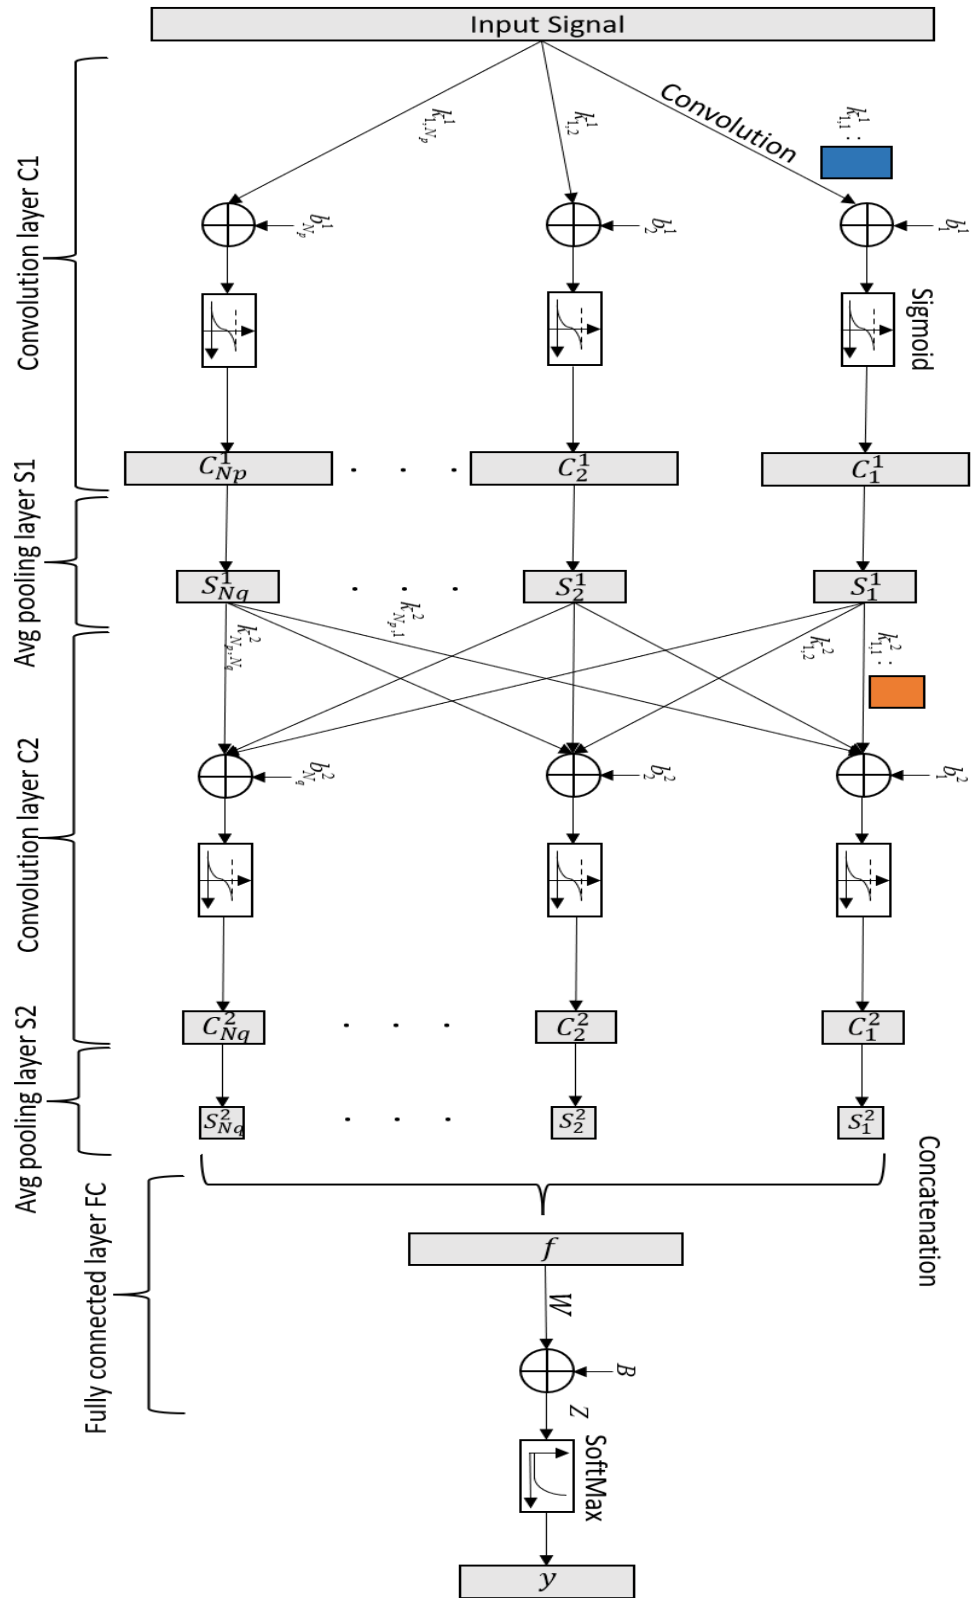 Input Signal
Convolution
k^1_{1,N_p}
k^1_{1,2}
k^1_{1,1} :
b^1_{N_p}
b^1_2
b^1_1
Sigmoid
Convolution layer C1
C^1_{Np}
. . .
C^1_2
C^1_1
Avg pooling layer S1
S^1_{Nq}
. . .
S^1_2
S^1_1
k^2_{N_p,N_q}
k^2_{N_p,1}
k^2_{1,2}
k^2_{1,1} :
b^2_{N_q}
b^2_2
b^2_1
Convolution layer C2
C^2_{Nq}
. . .
C^2_2
C^2_1
Avg pooling layer S2
S^2_{Nq}
. . .
S^2_2
S^2_1
Concatenation
Fully connected layer FC
f
W
B
Z
SoftMax
y